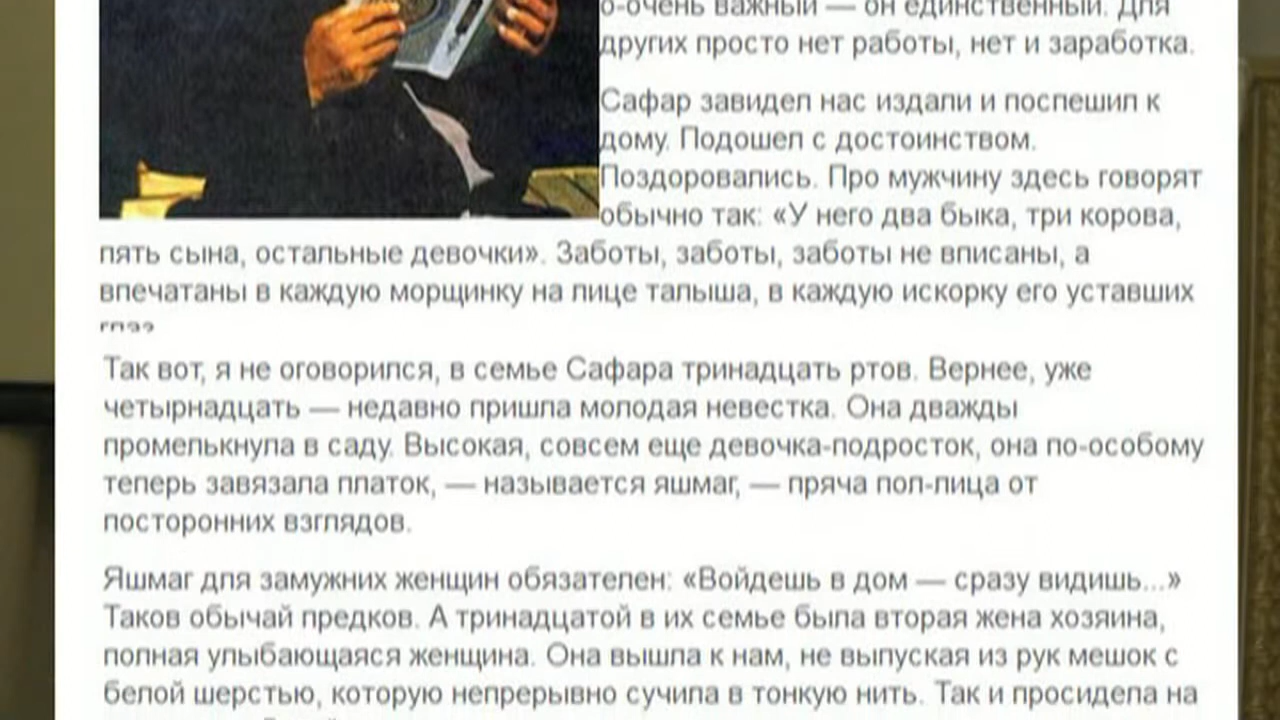 о-очень важный — он единственный. Для
других просто нет работы, нет и заработка.
Сафар завидел нас издали и поспешил к
дому. Подошел с достоинством.
Поздоровались. Про мужчину здесь говорят
обычно так: «У него два быка, три корова,
пять сына, остальные девочки». Заботы, заботы, заботы не вписаны, а
впечатаны в каждую морщинку на лице талыша, в каждую искорку его уставших
глаз
Так вот, я не оговорился, в семье Сафара тринадцать ртов. Вернее, уже
четырнадцать — недавно пришла молодая невестка. Она дважды
промелькнула в саду. Высокая, совсем еще девочка-подросток, она по-особому
теперь завязала платок, — называется яшмаг, — пряча пол-лица от
посторонних взглядов.
Яшмаг для замужних женщин обязателен: «Войдешь в дом — сразу видишь...»
Таков обычай предков. А тринадцатой в их семье была вторая жена хозяина,
полная улыбающаяся женщина. Она вышла к нам, не выпуская из рук мешок с
белой шерстью, которую непрерывно сучила в тонкую нить. Так и просидела на